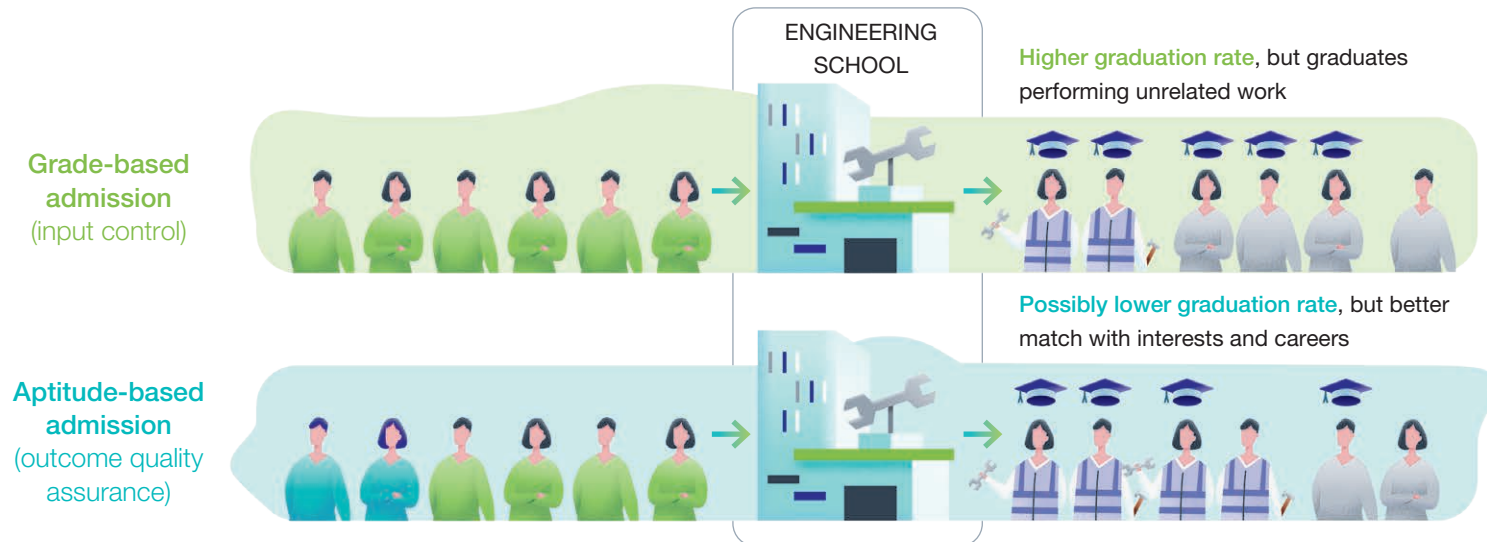 ENGINEERING
SCHOOL
Higher graduation rate, but graduates
performing unrelated work
Grade-based
admission
(input control)
Possibly lower graduation rate, but better
match with interests and careers
Aptitude-based
admission
(outcome quality
assurance)